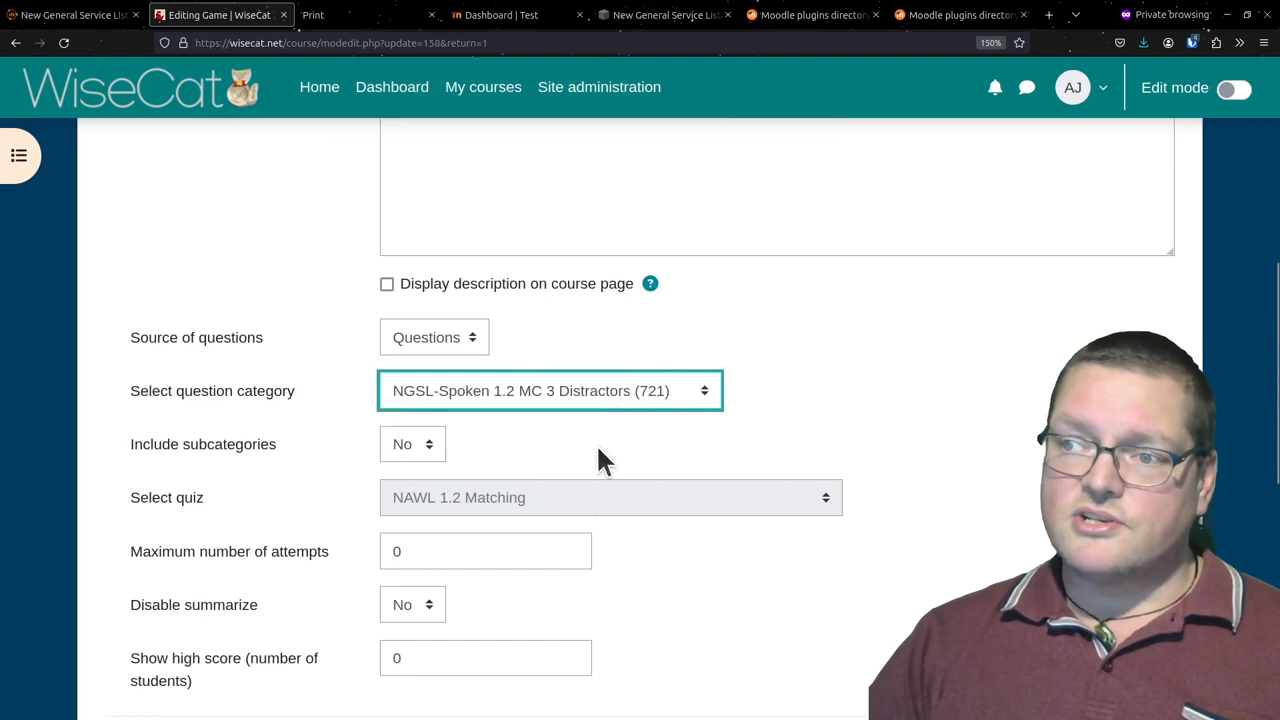 New General Service List
Editing Game | WiseCat
Print
Dashboard | Test
New General Service List
Moodle plugins directory
Moodle plugins directory
Private browsing
https://wisecat.net/course/modedit.php?update=158&return=1
150%
WiseCat
Home
Dashboard
My courses
Site administration
AJ
Edit mode
Display description on course page
?
Source of questions
Questions
Select question category
NGSL-Spoken 1.2 MC 3 Distractors (721)
Include subcategories
No
Select quiz
NAWL 1.2 Matching
Maximum number of attempts
0
Disable summarize
No
Show high score (number of
students)
0